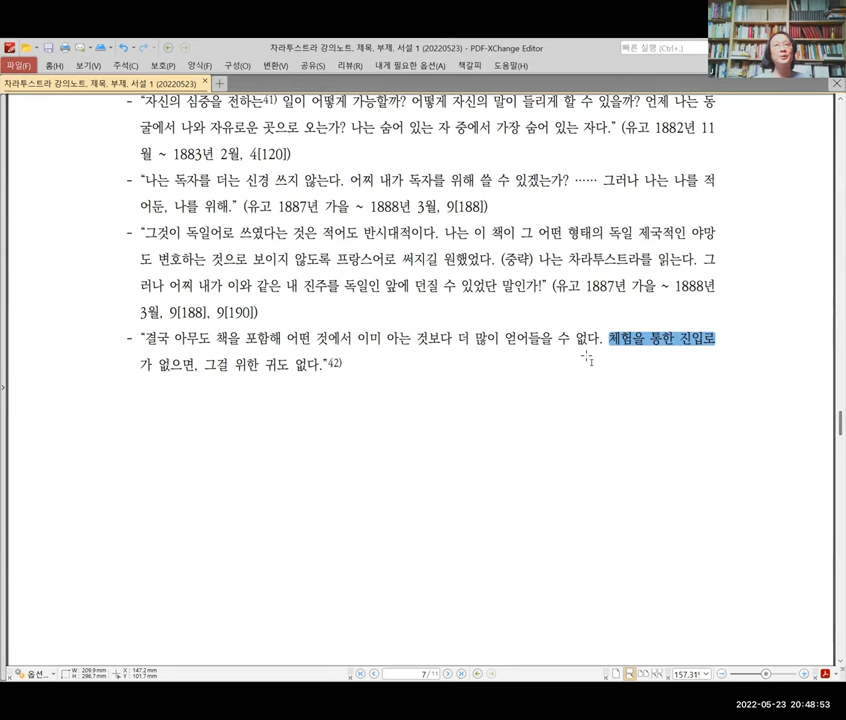 차라투스트라 강의노트. 제목. 부제. 서설 1 (20220523) - PDF-XChange Editor
빠른 실행 (Ctrl+.)
파일(F) 홈(H) 보기(V) 주석(C) 보호(P) 양식(F) 구성(O) 변환(V) 공유(S) 리뷰(R) 내게 필요한 옵션(A) 책갈피 도움말(H)
차라투스트라 강의노트. 제목. 부제. 서설 1 (20220523)
- “자신의 심중을 전하는41) 일이 어떻게 가능할까? 어떻게 자신의 말이 들리게 할 수 있을까? 언제 나는 동
굴에서 나와 자유로운 곳으로 오는가? 나는 숨어 있는 자 중에서 가장 숨어 있는 자다.” (유고 1882년 11
월 ~ 1883년 2월, 4[120])
- “나는 독자를 더는 신경 쓰지 않는다. 어찌 내가 독자를 위해 쓸 수 있겠는가? …… 그러나 나는 나를 적
어둔, 나를 위해.” (유고 1887년 가을 ~ 1888년 3월, 9[188])
- “그것이 독일어로 쓰였다는 것은 적어도 반시대적이다. 나는 이 책이 그 어떤 형태의 독일 제국적인 야망
도 변호하는 것으로 보이지 않도록 프랑스어로 써지길 원했었다. (중략) 나는 차라투스트라를 읽는다. 그
러나 어찌 내가 이와 같은 내 진주를 독일인 앞에 던질 수 있었단 말인가!” (유고 1887년 가을 ~ 1888년
3월, 9[188], 9[190])
- “결국 아무도 책을 포함해 어떤 것에서 이미 아는 것보다 더 많이 얻어들을 수 없다. 체험을 통한 진입로
가 없으면, 그걸 위한 귀도 없다.”42)
옵션... W: 209.9mm X: 147.2mm 7/11 157.31%
H: 296.7mm Y: 101.7mm
2022-05-23 20:48:53